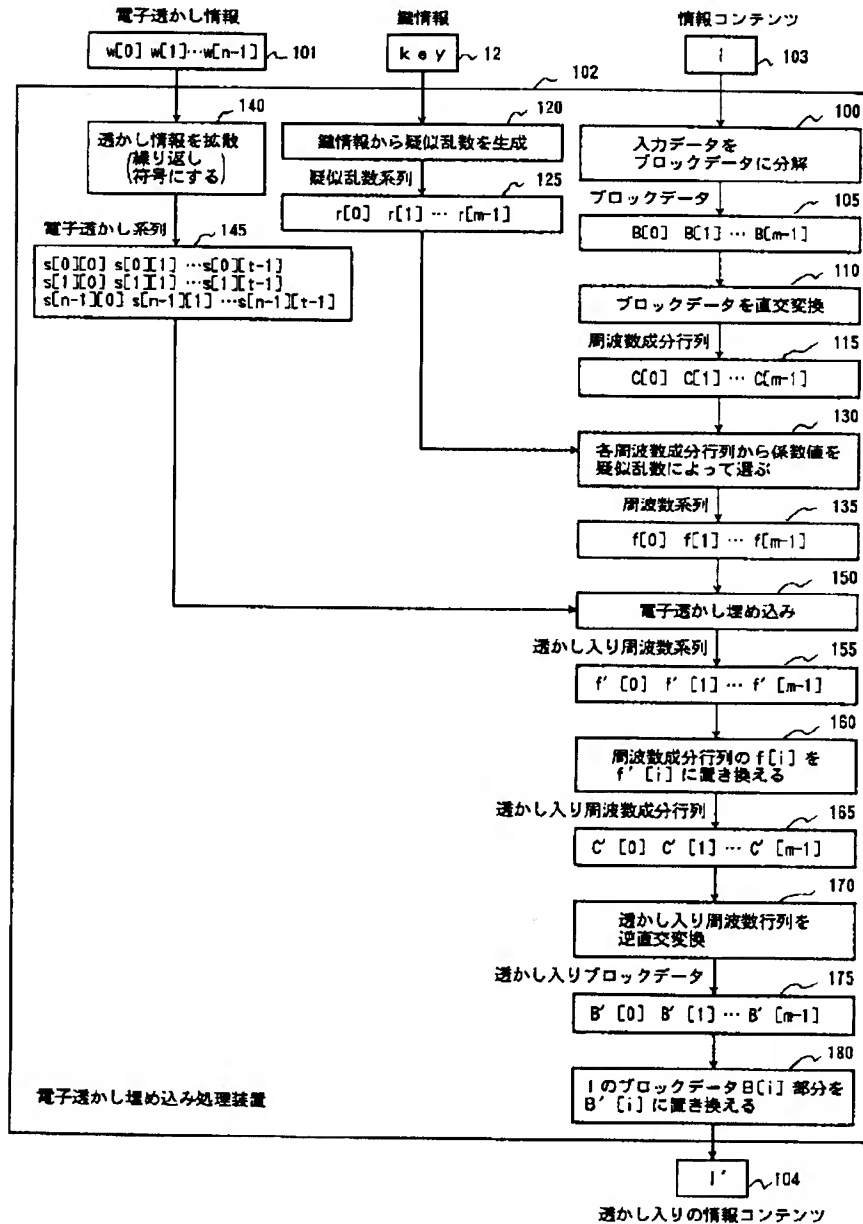 電子透かし情報
w[0] w[1]…w[n-1]
101
鍵情報
key
12
情報コンテンツ
I
103
102
140
透かし情報を拡散
(繰り返し
符号にする)
電子透かし系列
145
s[0][0] s[0][1] …s[0][t-1]
s[1][0] s[1][1] …s[1][t-1]
s[n-1][0] s[n-1][1] …s[n-1][t-1]
120
鍵情報から疑似乱数を生成
疑似乱数系列
125
r[0] r[1] … r[m-1]
100
入力データを
ブロックデータに分解
ブロックデータ
105
B[0] B[1] … B[m-1]
110
ブロックデータを直交変換
周波数成分行列
115
C[0] C[1] … C[m-1]
130
各周波数成分行列から係数値を
疑似乱数によって選ぶ
周波数系列
135
f[0] f[1] … f[m-1]
150
電子透かし埋め込み
透かし入り周波数系列
155
f'[0] f'[1] … f'[m-1]
160
周波数成分行列のf[i]を
f'[i]に置き換える
透かし入り周波数成分行列
165
C'[0] C'[1] … C'[m-1]
170
透かし入り周波数行列を
逆直交変換
透かし入りブロックデータ
175
B'[0] B'[1] … B'[m-1]
180
IのブロックデータB[i]部分を
B'[i]に置き換える
電子透かし埋め込み処理装置
I'
104
透かし入りの情報コンテンツ